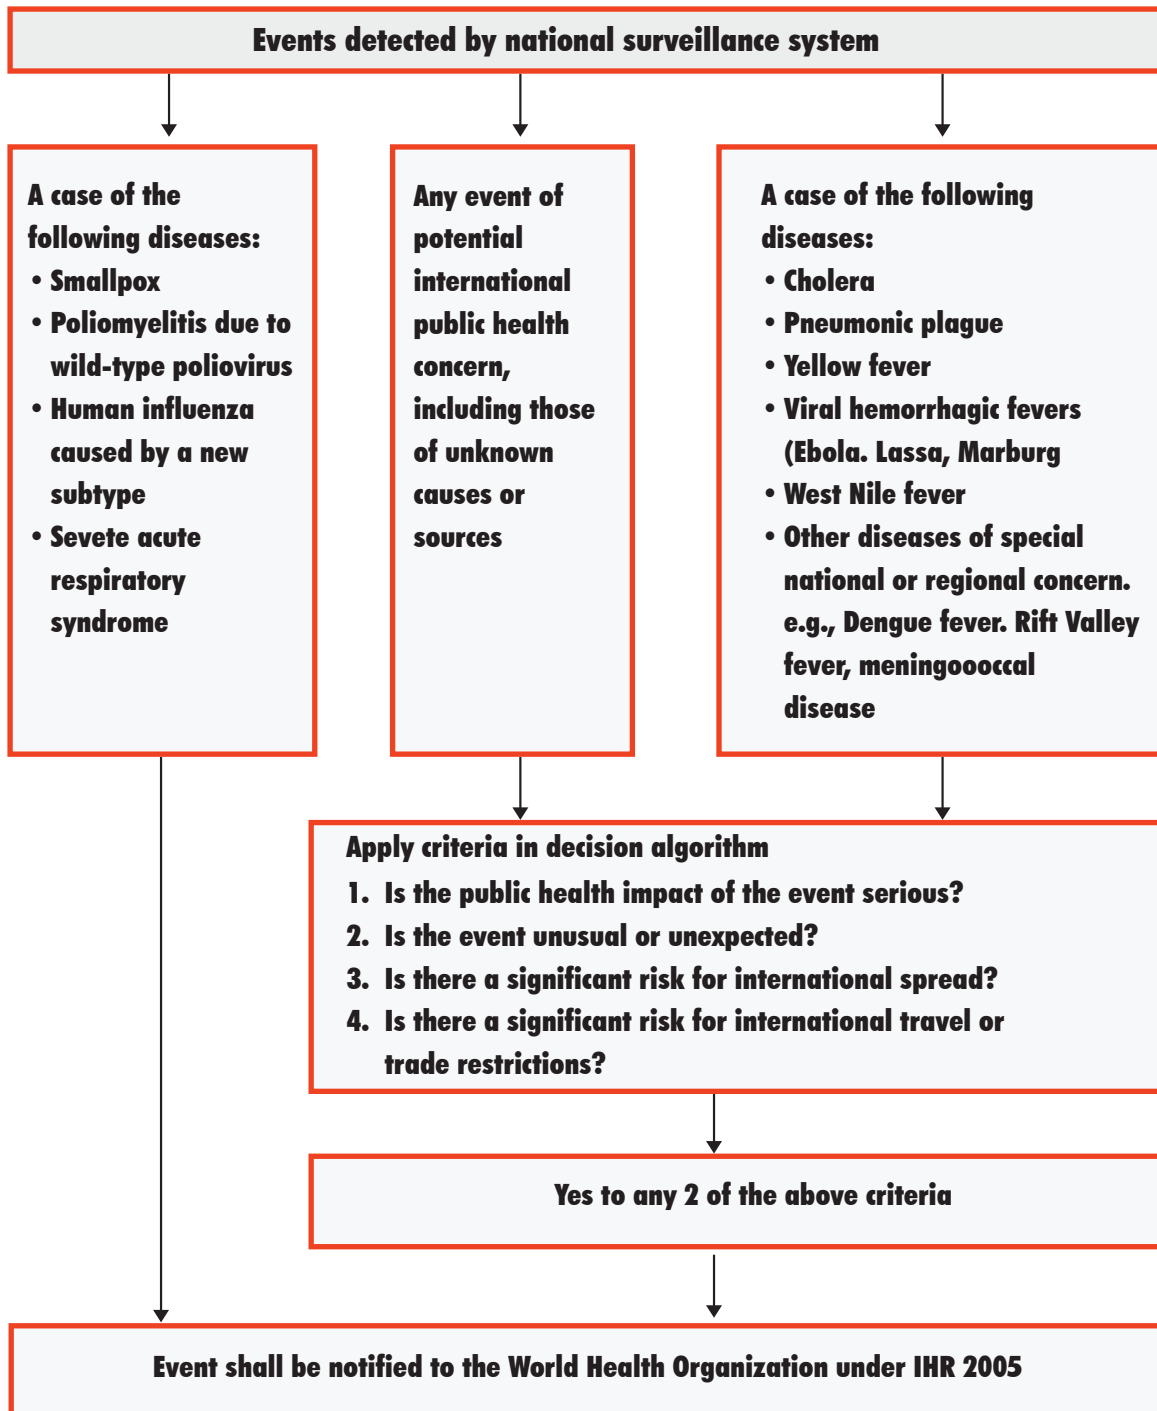 Events detected by national surveillance system
A case of the
following diseases:
• Smallpox
• Poliomyelitis due to
wild-type poliovirus
• Human influenza
caused by a new
subtype
• Sevete acute
respiratory
syndrome
Any event of
potential
international
public health
concern,
including those
of unknown
causes or
sources
A case of the following
diseases:
• Cholera
• Pneumonic plague
• Yellow fever
• Viral hemorrhagic fevers
(Ebola. Lassa, Marburg
• West Nile fever
• Other diseases of special
national or regional concern.
e.g., Dengue fever. Rift Valley
fever, meningoooccal
disease
Apply criteria in decision algorithm
1. Is the public health impact of the event serious?
2. Is the event unusual or unexpected?
3. Is there a significant risk for international spread?
4. Is there a significant risk for international travel or
trade restrictions?
Yes to any 2 of the above criteria
Event shall be notified to the World Health Organization under IHR 2005